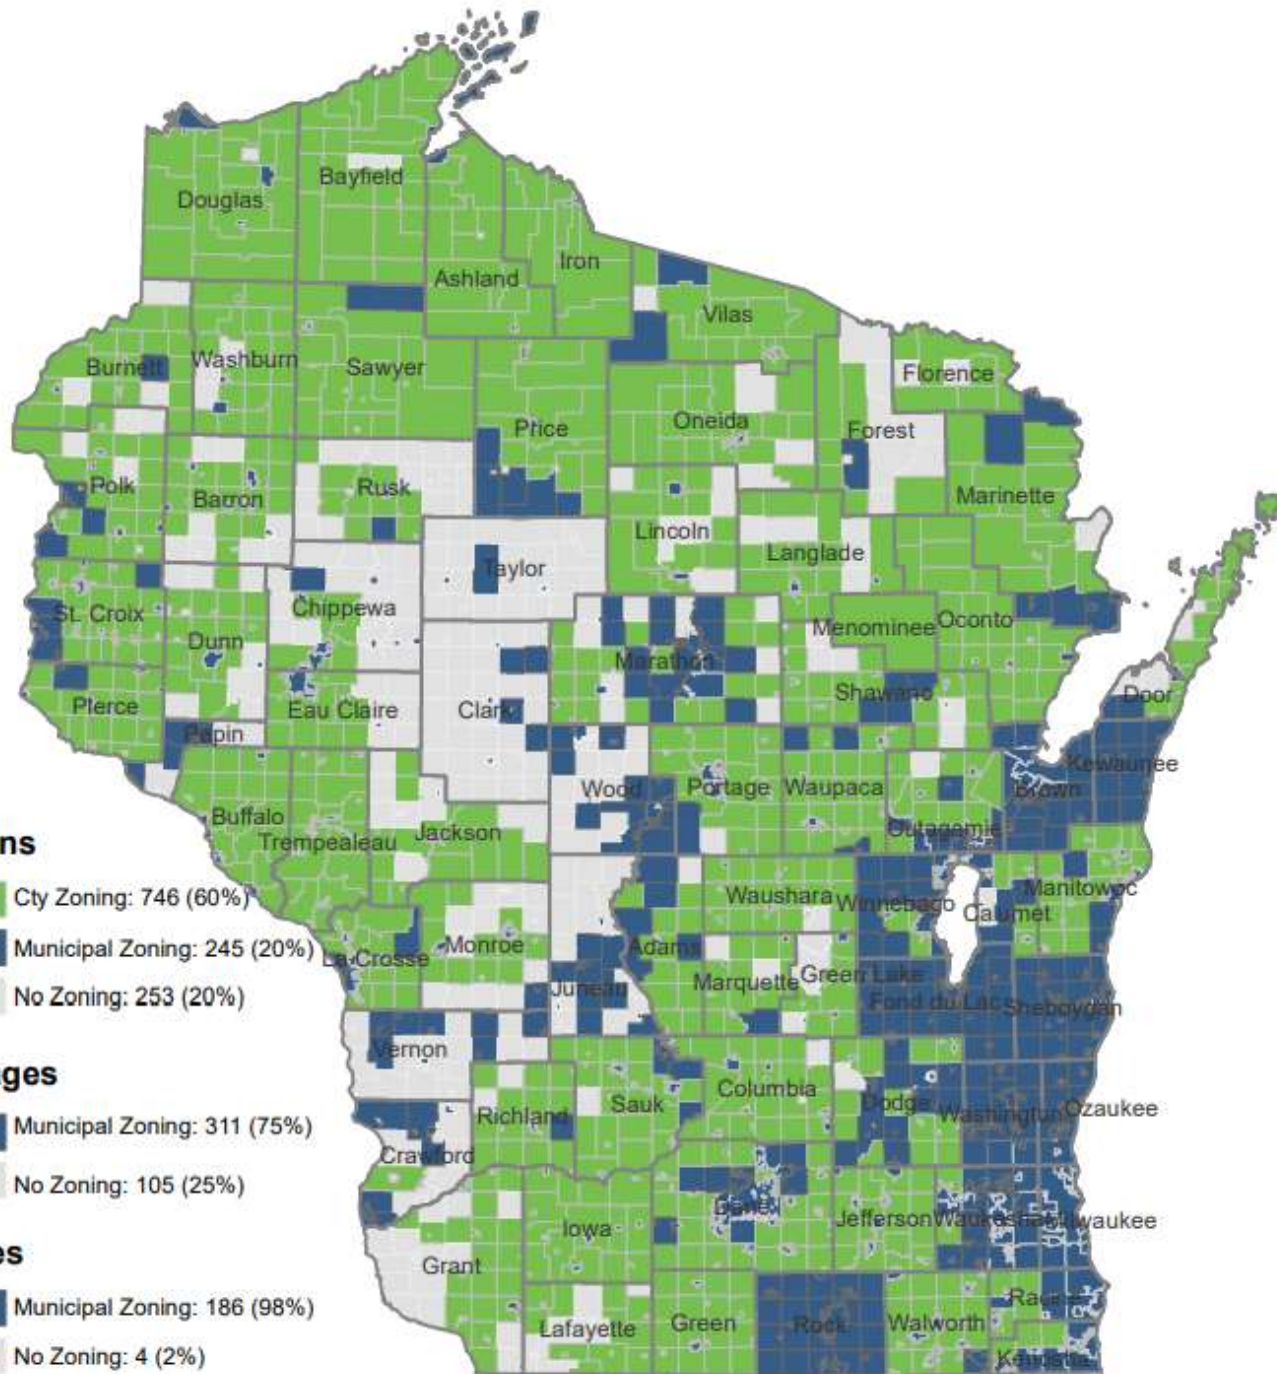 Douglas
Bayfield
Ashland
Iron
Vilas
Burnett
Washburn
Sawyer
Florence
Price
Oneida
Forest
Polk
Barron
Rusk
Marinette
Lincoln
Langlade
Taylor
St. Croix
Chippewa
Dunn
Menominee
Oconto
Marathon
Shawano
Pierce
Eau Claire
Clark
Door
Pepin
Kewaunee
Wood
Portage
Waupaca
Brown
Buffalo
Trempealeau
Jackson
Outagamie
ns
Cty Zoning: 746 (60%)
Municipal Zoning: 245 (20%)
No Zoning: 253 (20%)
Waushara
Winnebago
Calumet
Manitowoc
La Crosse
Monroe
Adams
Juneau
Marquette
Green Lake
Fond du Lac
Sheboygan
Vernon
ges
Municipal Zoning: 311 (75%)
No Zoning: 105 (25%)
Richland
Sauk
Columbia
Dodge
Washington
Ozaukee
Crawford
Dane
Jefferson
Waukesha
Milwaukee
Iowa
Grant
es
Municipal Zoning: 186 (98%)
No Zoning: 4 (2%)
Lafayette
Green
Rock
Walworth
Racine
Kenosha